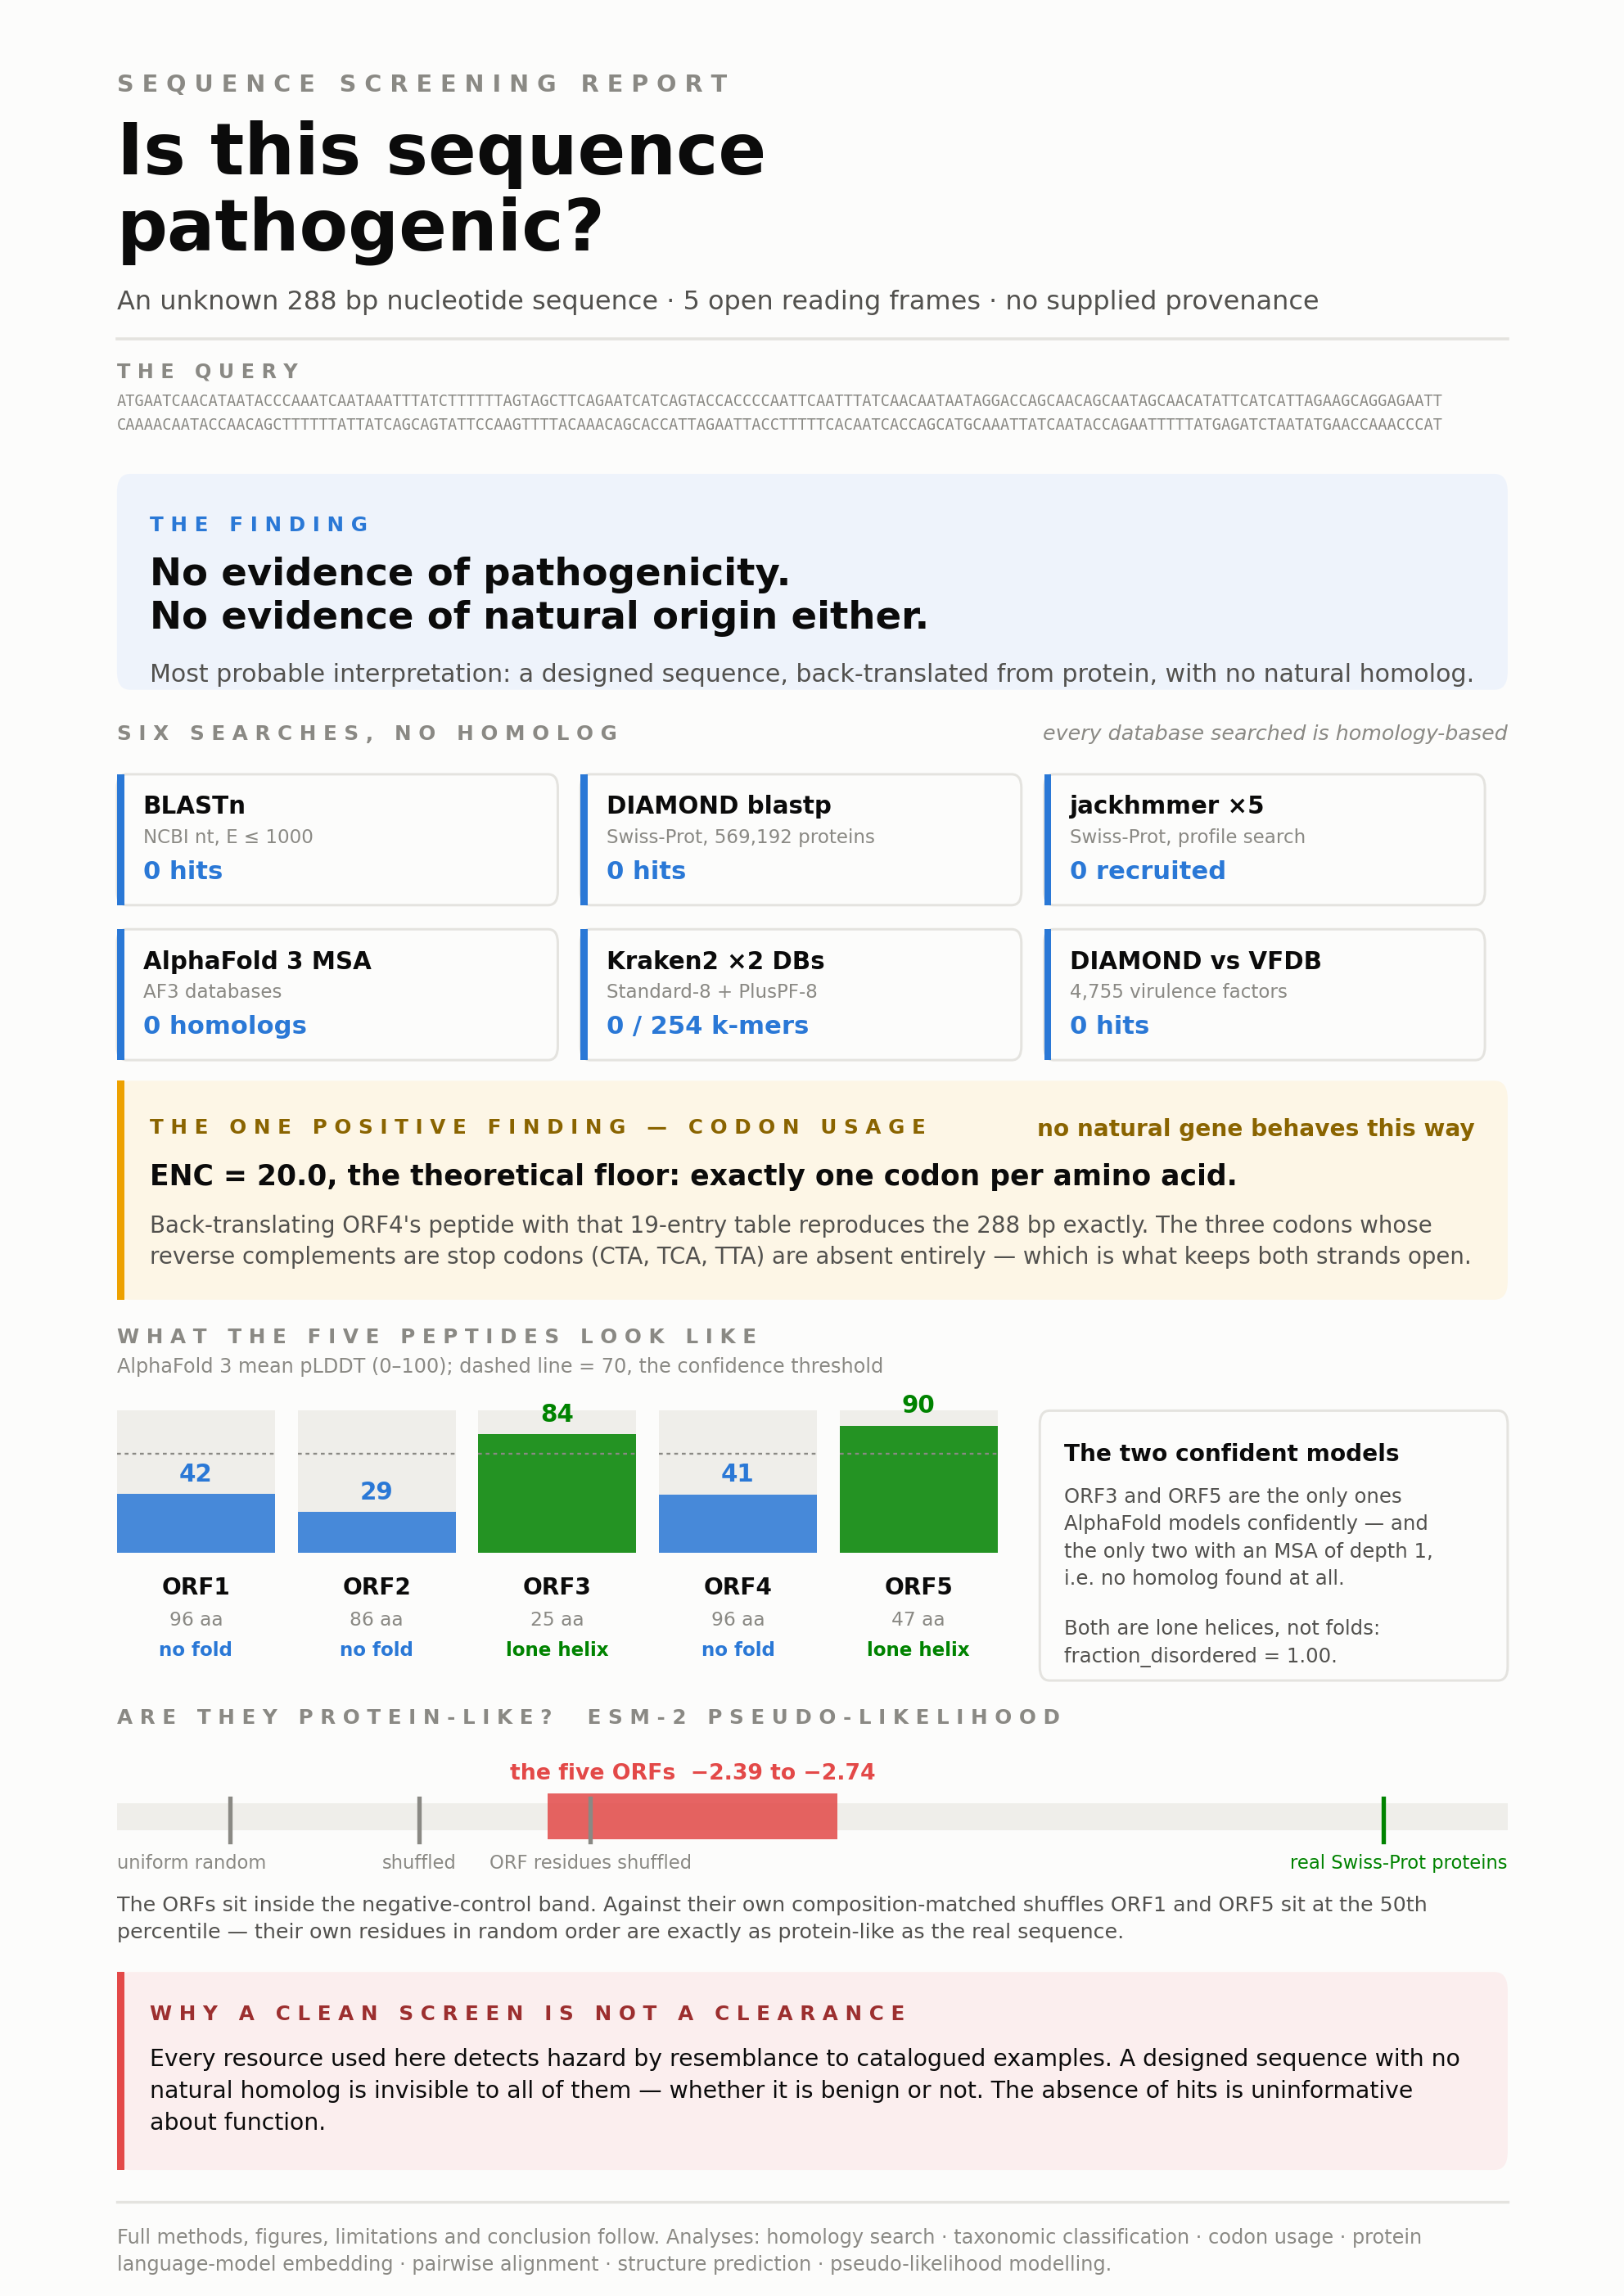 SEQUENCE SCREENING REPORT
Is this sequence
pathogenic?
An unknown 288 bp nucleotide sequence · 5 open reading frames · no supplied provenance
THE QUERY
ATGAATCAACATAATACCCAAATCAATAAATTTATCTTTTTTAGTAGCTTCAGAATCATCAGTACCACCCCAATTCAATTTATCAACAATAATAGGACCAGCAACAGCAATAGCAACATATTCATCATTAGAAGCAGGAGAATT
CAAAACAATACCAACAGCTTTTTTATTATCAGCAGTATTCCAAGTTTTACAAACAGCACCATTAGAATTACCTTTTTCACAATCACCAGCATGCAAATTATCAATACCAGAATTTTTATGAGATCTAATATGAACCAAACCCAT
THE FINDING
No evidence of pathogenicity.
No evidence of natural origin either.
Most probable interpretation: a designed sequence, back-translated from protein, with no natural homolog.
SIX SEARCHES, NO HOMOLOG
every database searched is homology-based
BLASTn
NCBI nt, E ≤ 1000
0 hits
DIAMOND blastp
Swiss-Prot, 569,192 proteins
0 hits
jackhmmer ×5
Swiss-Prot, profile search
0 recruited
AlphaFold 3 MSA
AF3 databases
0 homologs
Kraken2 ×2 DBs
Standard-8 + PlusPF-8
0 / 254 k-mers
DIAMOND vs VFDB
4,755 virulence factors
0 hits
THE ONE POSITIVE FINDING — CODON USAGE
no natural gene behaves this way
ENC = 20.0, the theoretical floor: exactly one codon per amino acid.
Back-translating ORF4's peptide with that 19-entry table reproduces the 288 bp exactly. The three codons whose
reverse complements are stop codons (CTA, TCA, TTA) are absent entirely — which is what keeps both strands open.
WHAT THE FIVE PEPTIDES LOOK LIKE
AlphaFold 3 mean pLDDT (0–100); dashed line = 70, the confidence threshold
42
29
84
41
90
ORF1
96 aa
no fold
ORF2
86 aa
no fold
ORF3
25 aa
lone helix
ORF4
96 aa
no fold
ORF5
47 aa
lone helix
The two confident models
ORF3 and ORF5 are the only ones
AlphaFold models confidently — and
the only two with an MSA of depth 1,
i.e. no homolog found at all.
Both are lone helices, not folds:
fraction_disordered = 1.00.
ARE THEY PROTEIN-LIKE? ESM-2 PSEUDO-LIKELIHOOD
the five ORFs −2.39 to −2.74
uniform random
shuffled
ORF residues shuffled
real Swiss-Prot proteins
The ORFs sit inside the negative-control band. Against their own composition-matched shuffles ORF1 and ORF5 sit at the 50th
percentile — their own residues in random order are exactly as protein-like as the real sequence.
WHY A CLEAN SCREEN IS NOT A CLEARANCE
Every resource used here detects hazard by resemblance to catalogued examples. A designed sequence with no
natural homolog is invisible to all of them — whether it is benign or not. The absence of hits is uninformative
about function.
Full methods, figures, limitations and conclusion follow. Analyses: homology search · taxonomic classification · codon usage · protein
language-model embedding · pairwise alignment · structure prediction · pseudo-likelihood modelling.